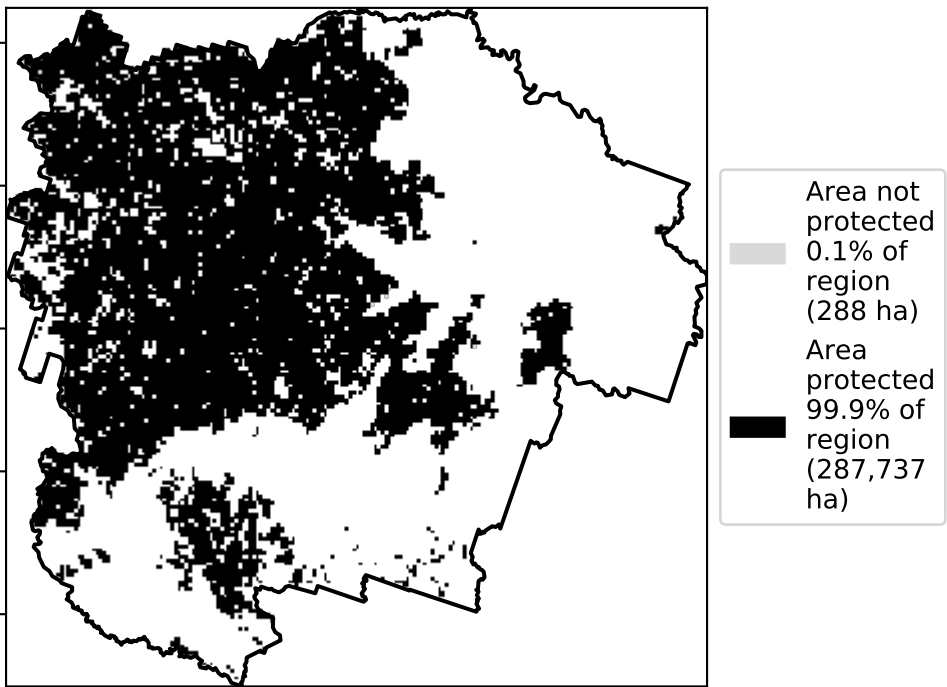 Area not
protected
0.1% of
region
(288 ha)
Area
protected
99.9% of
region
(287,737
ha)